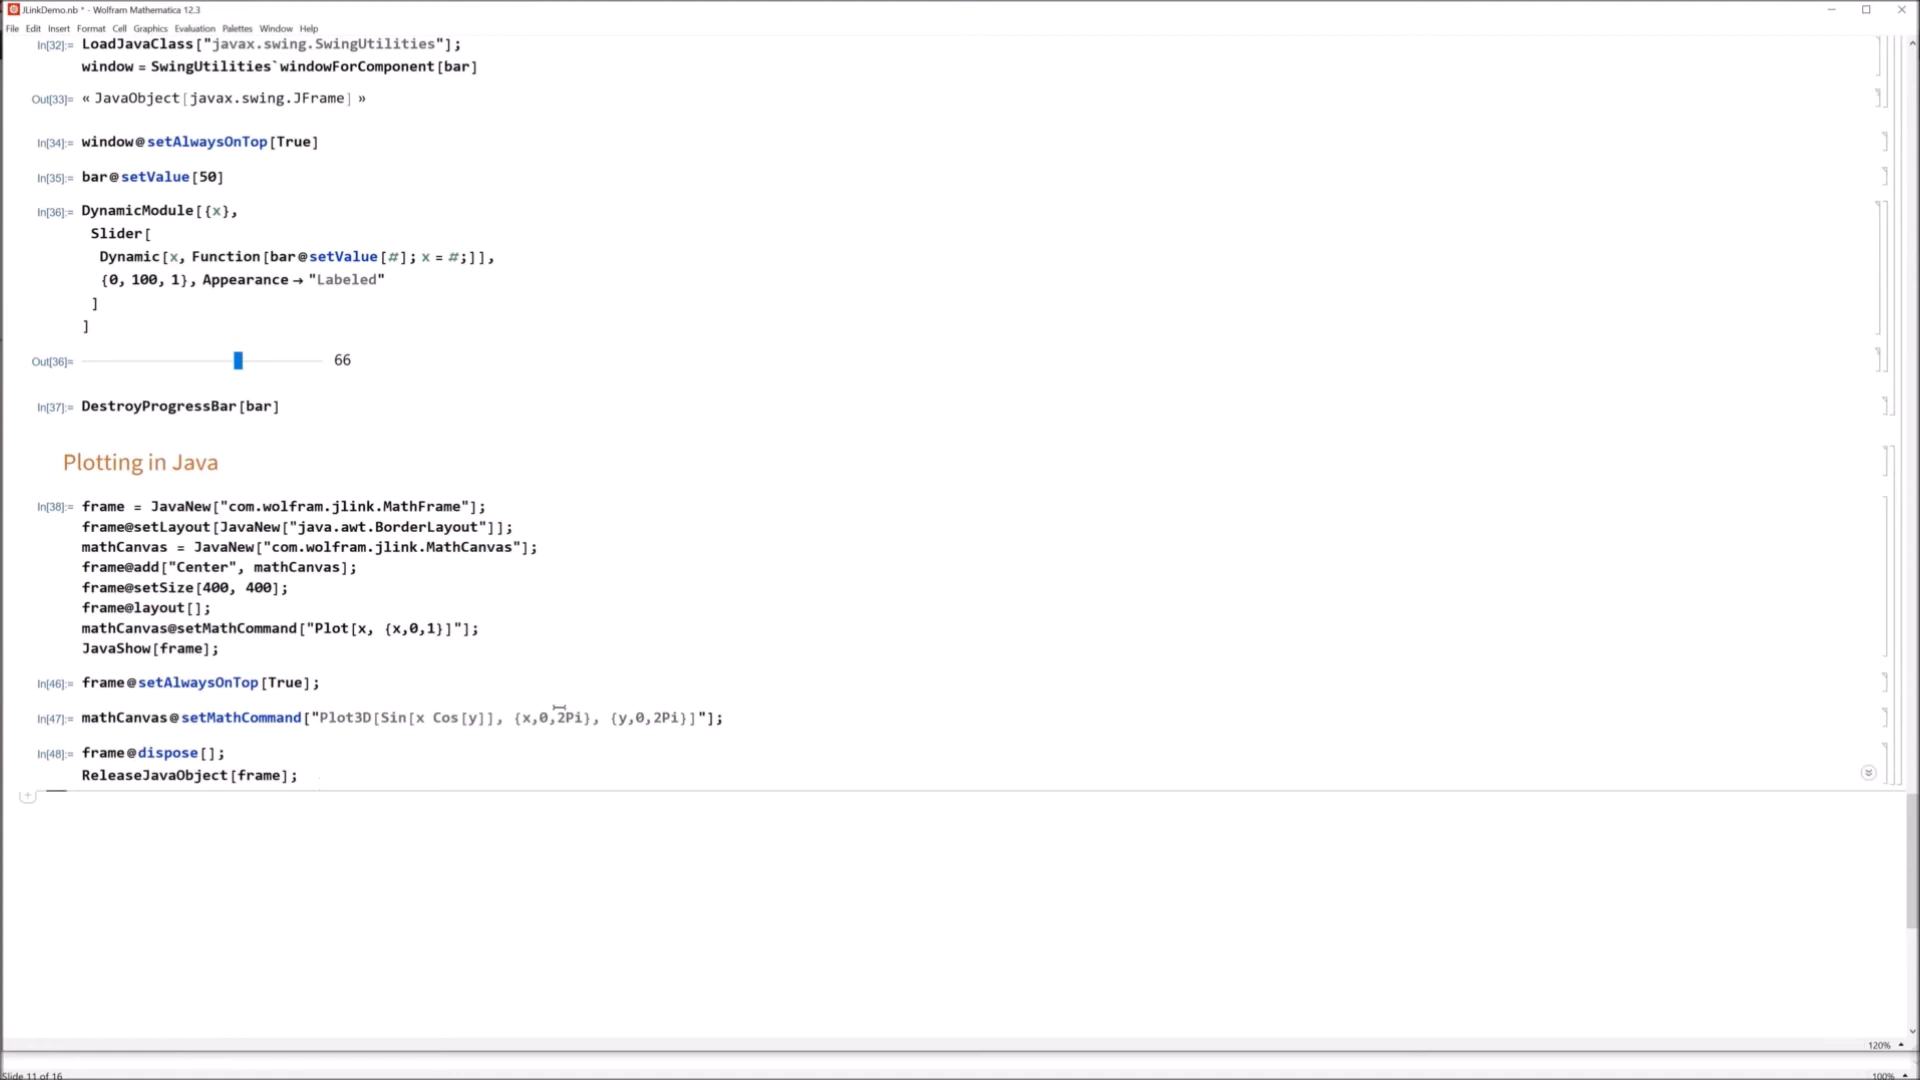 JLinkDemo.nb * - Wolfram Mathematica 12.3
File Edit Insert Format Cell Graphics Evaluation Palettes Window Help
In[32]:= LoadJavaClass["javax.swing.SwingUtilities"];
window = SwingUtilities`windowForComponent[bar]
Out[33]= « JavaObject[javax.swing.JFrame] »
In[34]:= window@setAlwaysOnTop[True]
In[35]:= bar@setValue[50]
In[36]:= DynamicModule[{x},
Slider[
Dynamic[x, Function[bar@setValue[#]; x = #;]],
{0, 100, 1}, Appearance → "Labeled"
]
]
Out[36]= 66
In[37]:= DestroyProgressBar[bar]
Plotting in Java
In[38]:= frame = JavaNew["com.wolfram.jlink.MathFrame"];
frame@setLayout[JavaNew["java.awt.BorderLayout"]];
mathCanvas = JavaNew["com.wolfram.jlink.MathCanvas"];
frame@add["Center", mathCanvas];
frame@setSize[400, 400];
frame@layout[];
mathCanvas@setMathCommand["Plot[x, {x,0,1}]"];
JavaShow[frame];
In[46]:= frame@setAlwaysOnTop[True];
In[47]:= mathCanvas@setMathCommand["Plot3D[Sin[x Cos[y]], {x,0,2Pi}, {y,0,2Pi}]"];
In[48]:= frame@dispose[];
ReleaseJavaObject[frame];
120%
Slide 11 of 16
100%